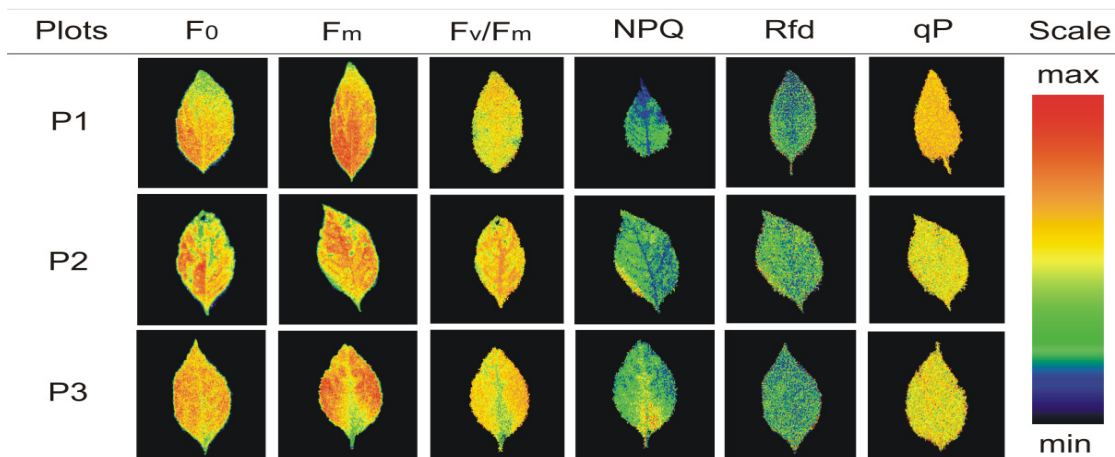 Plots F0 Fm Fv/Fm NPQ Rfd qP Scale
max
P1
P2
P3
min